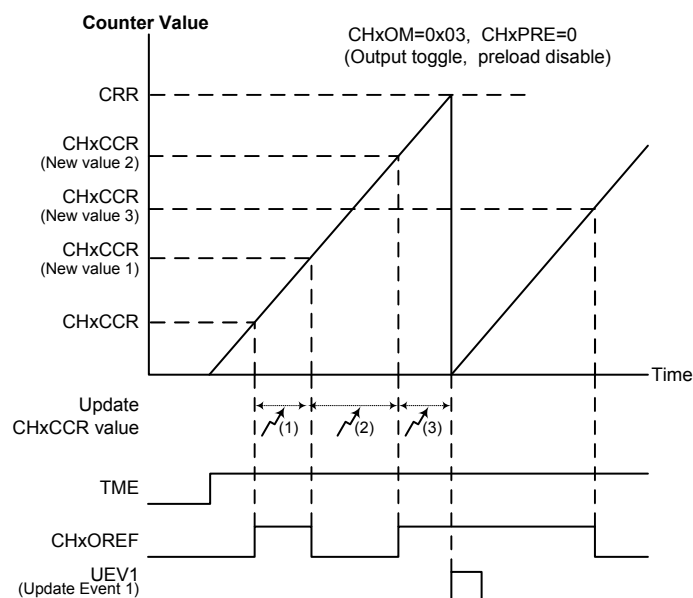 Counter Value
CHxOM=0x03, CHxPRE=0
(Output toggle, preload disable)
CRR
CHxCCR
(New value 2)
CHxCCR
(New value 3)
CHxCCR
(New value 1)
CHxCCR
Time
Update
CHxCCR value
(1)
(2)
(3)
TME
CHxOREF
UEV1
(Update Event 1)